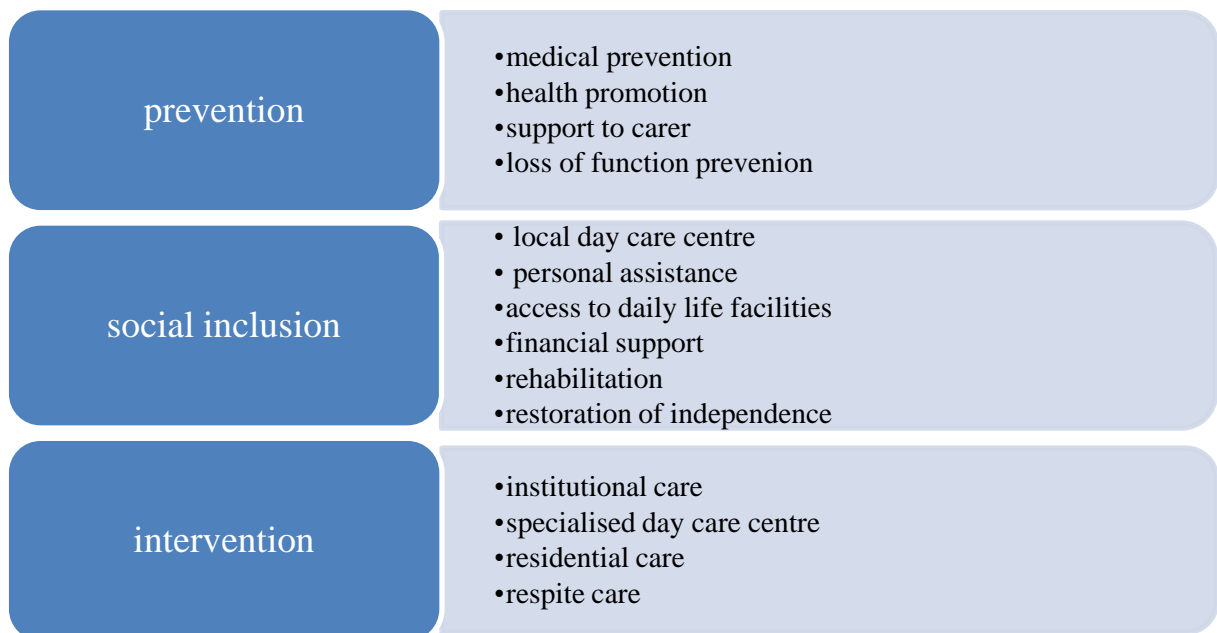 prevention
•medical prevention
•health promotion
•support to carer
•loss of function prevenion
social inclusion
• local day care centre
• personal assistance
•access to daily life facilities
•financial support
•rehabilitation
•restoration of independence
intervention
•institutional care
•specialised day care centre
•residential care
•respite care